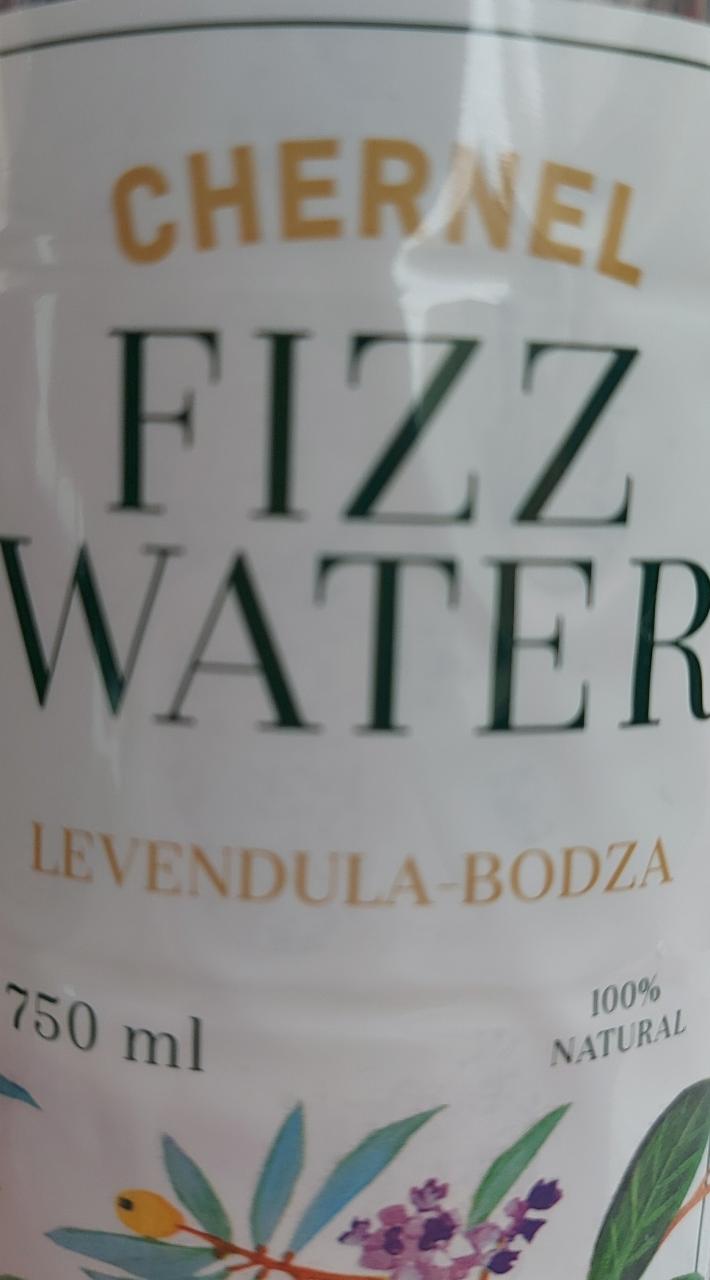 CHERNEL
FIZZ
WATER
LEVENDULA-BODZA
750 ml
100%
NATURAL